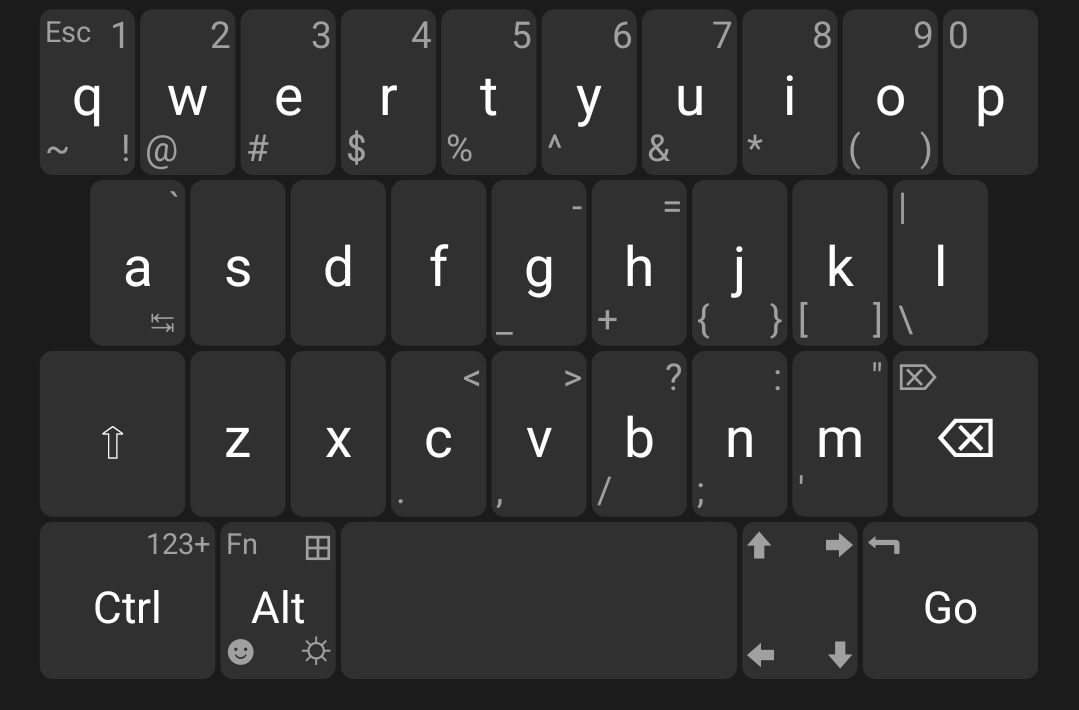 Esc 1 2 3 4 5 6 7 8 9 0
q w e r t y u i o p
~ ! @ # $ % ^ & * ( )
` - = |
a s d f g h j k l
_ + { } [ ] \
< > ? : "
z x c v b n m
. , / ; '
123+ Fn
Ctrl Alt Go